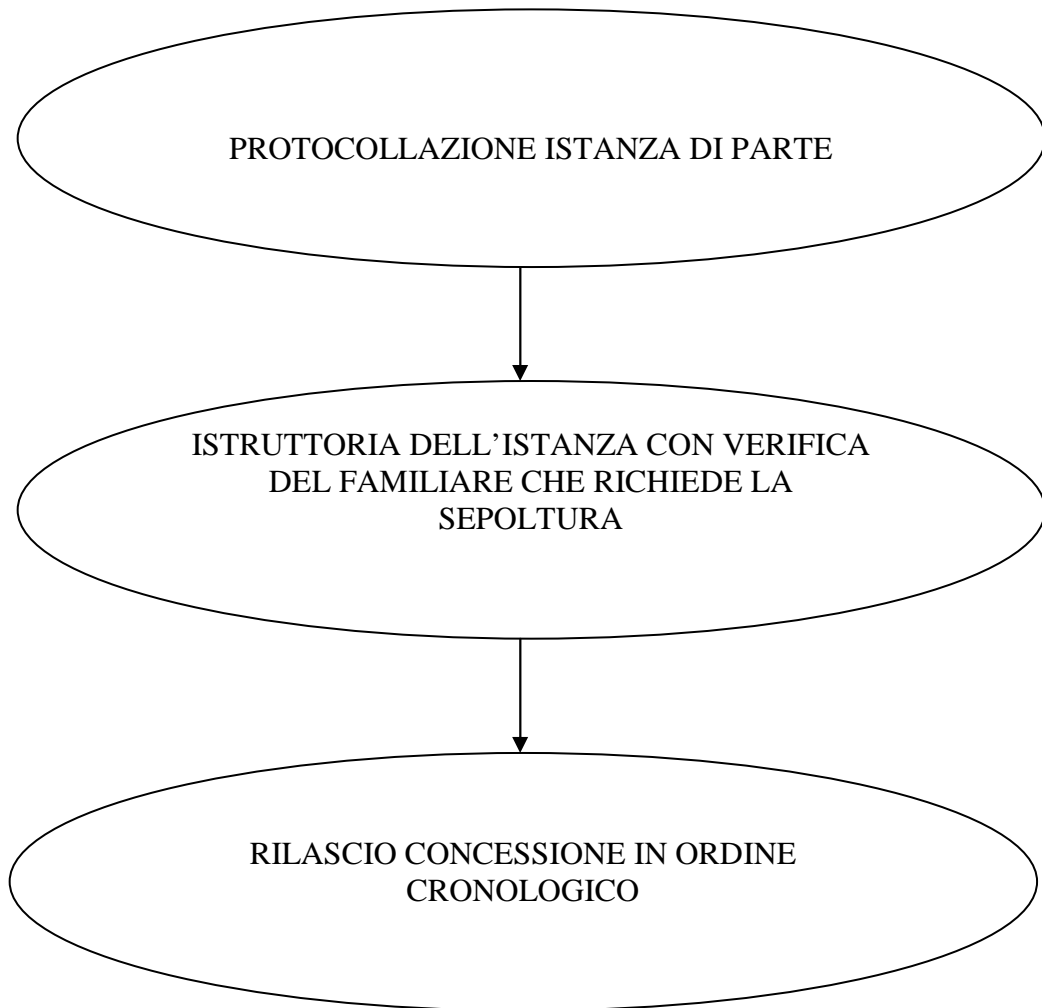 PROTOCOLLAZIONE ISTANZA DI PARTE
ISTRUTTORIA DELL’ISTANZA CON VERIFICA
DEL FAMILIARE CHE RICHIEDE LA
SEPOLTURA
RILASCIO CONCESSIONE IN ORDINE
CRONOLOGICO